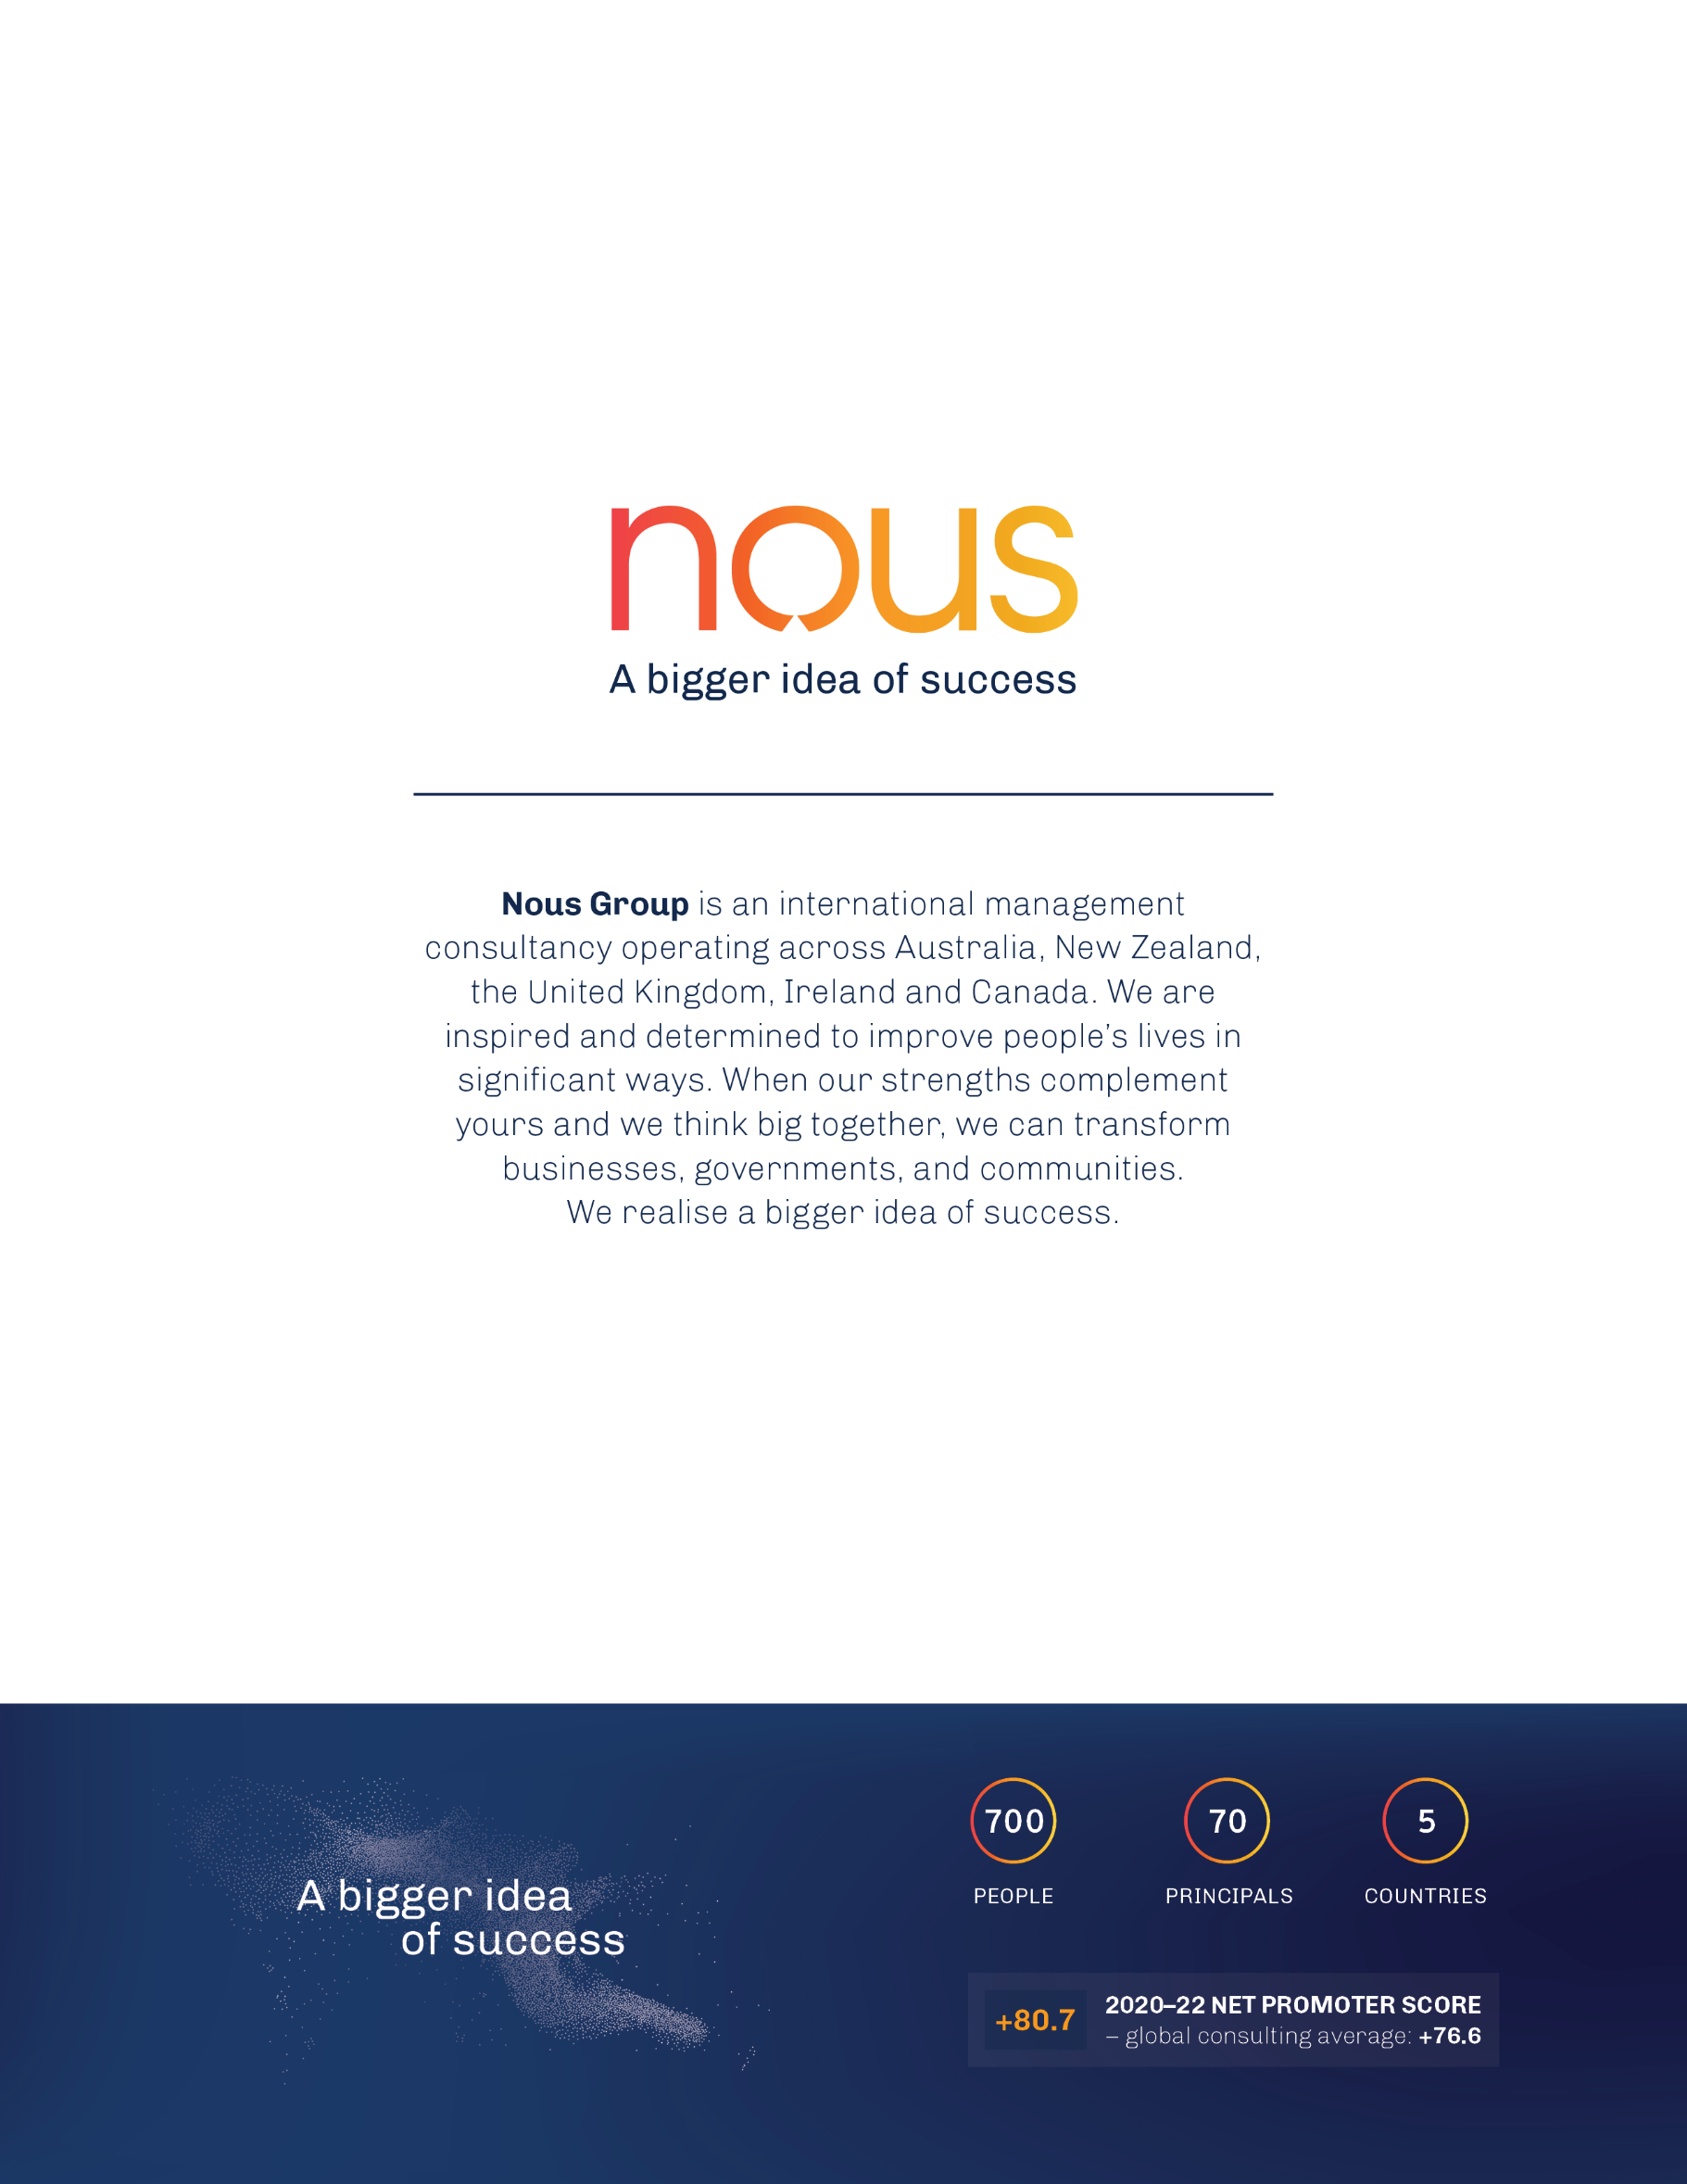 nous
A bigger idea of success
Nous Group is an international management
consultancy operating across Australia, New Zealand,
the United Kingdom, Ireland and Canada. We are
inspired and determined to improve people’s lives in
significant ways. When our strengths complement
yours and we think big together, we can transform
businesses, governments, and communities.
We realise a bigger idea of success.
A bigger idea
of success
700
PEOPLE
70
PRINCIPALS
5
COUNTRIES
+80.7
2020–22 NET PROMOTER SCORE
– global consulting average: +76.6